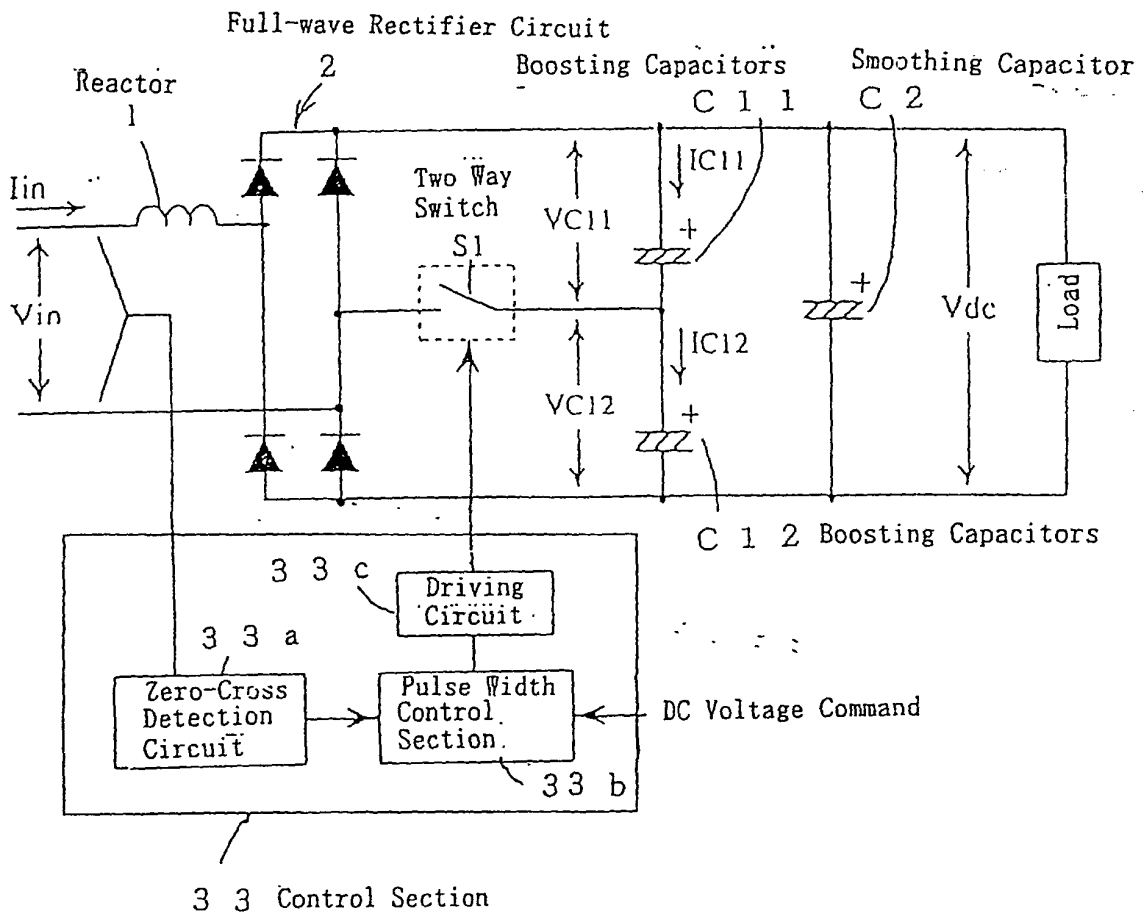 Full-wave Rectifier Circuit
2
Reactor
1
Boosting Capacitors
C 1 1
Smoothing Capacitor
C 2
Iin
Two Way
Switch
S1
VC11
IC11
+
Vin
+
Vdc
Load
VC12
IC12
+
C 1 2 Boosting Capacitors
3 3 c
Driving
Circuit
3 3 a
Zero-Cross
Detection
Circuit
Pulse Width
Control
Section
DC Voltage Command
3 3 b
3 3 Control Section